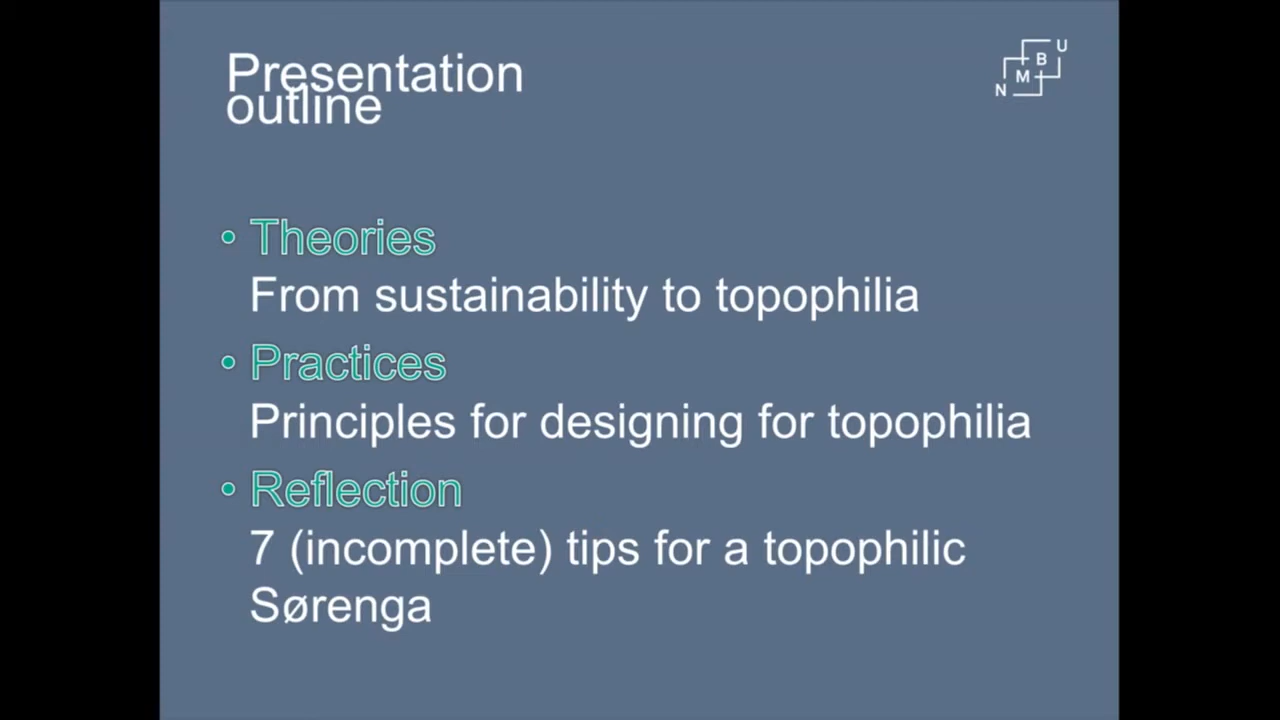 Presentation
outline
N M B U
• Theories
From sustainability to topophilia
• Practices
Principles for designing for topophilia
• Reflection
7 (incomplete) tips for a topophilic
Sørenga